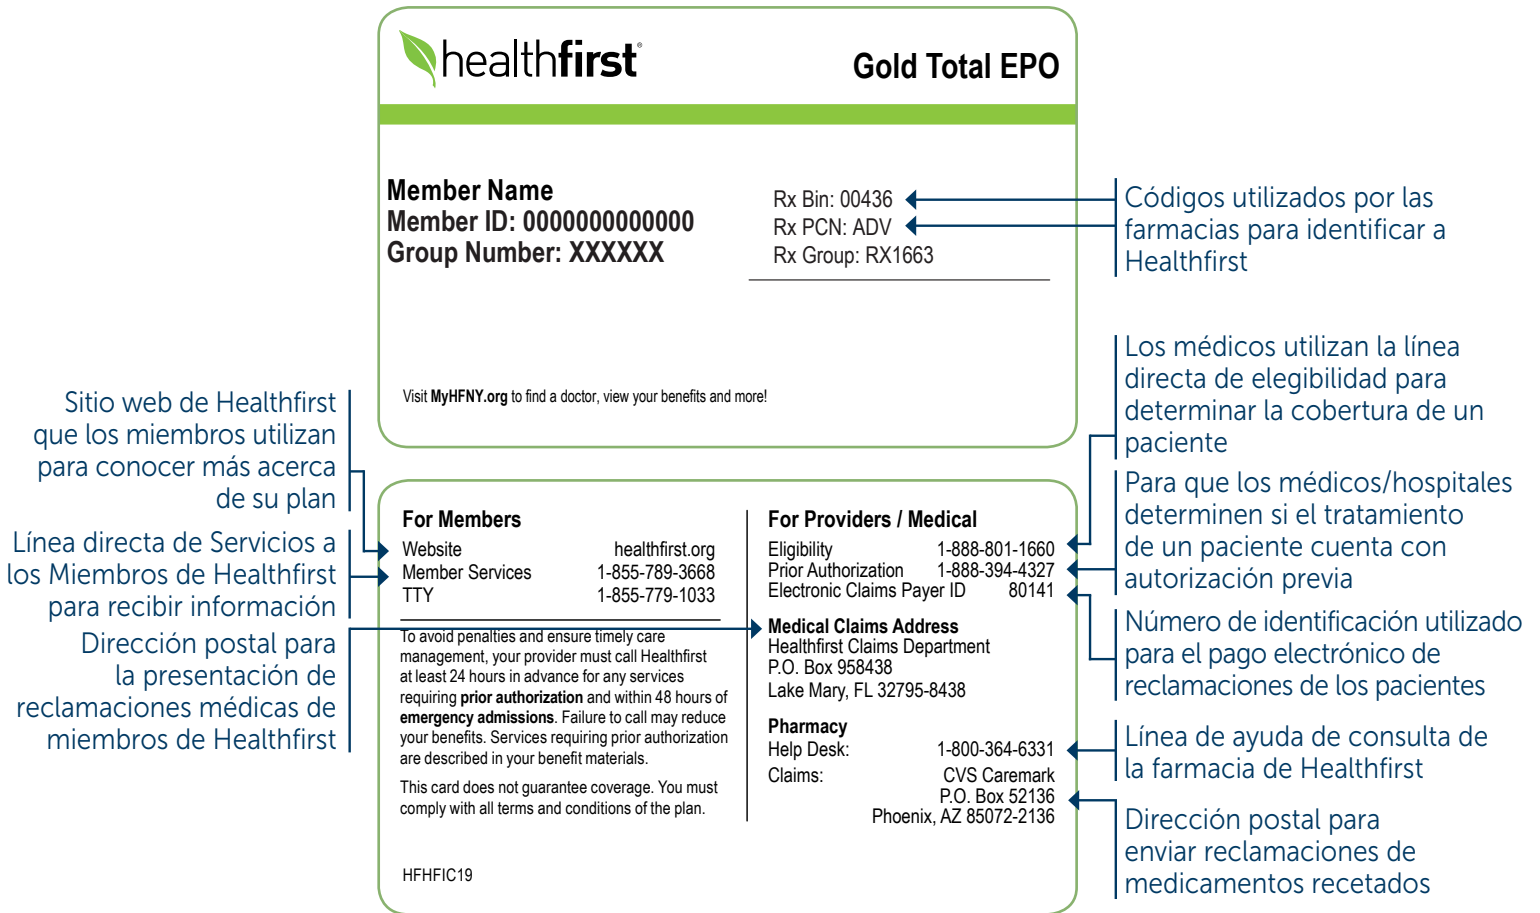 healthfirst
Gold Total EPO
Member Name
Member ID: 0000000000000
Group Number: XXXXXX
Rx Bin: 00436
Rx PCN: ADV
Rx Group: RX1663
Visit MyHFNY.org to find a doctor, view your benefits and more!
Códigos utilizados por las
farmacias para identificar a
Healthfirst
Los médicos utilizan la línea
directa de elegibilidad para
determinar la cobertura de un
paciente
Para que los médicos/hospitales
determinen si el tratamiento
de un paciente cuenta con
autorización previa
Número de identificación utilizado
para el pago electrónico de
reclamaciones de los pacientes
Línea de ayuda de consulta de
la farmacia de Healthfirst
Dirección postal para
enviar reclamaciones de
medicamentos recetados
Sitio web de Healthfirst
que los miembros utilizan
para conocer más acerca
de su plan
Línea directa de Servicios a
los Miembros de Healthfirst
para recibir información
Dirección postal para
la presentación de
reclamaciones médicas de
miembros de Healthfirst
For Members
Website healthfirst.org
Member Services 1-855-789-3668
TTY 1-855-779-1033
To avoid penalties and ensure timely care
management, your provider must call Healthfirst
at least 24 hours in advance for any services
requiring prior authorization and within 48 hours of
emergency admissions. Failure to call may reduce
your benefits. Services requiring prior authorization
are described in your benefit materials.
This card does not guarantee coverage. You must
comply with all terms and conditions of the plan.
HFHFIC19
For Providers / Medical
Eligibility 1-888-801-1660
Prior Authorization 1-888-394-4327
Electronic Claims Payer ID 80141
Medical Claims Address
Healthfirst Claims Department
P.O. Box 958438
Lake Mary, FL 32795-8438
Pharmacy
Help Desk: 1-800-364-6331
Claims: CVS Caremark
P.O. Box 52136
Phoenix, AZ 85072-2136